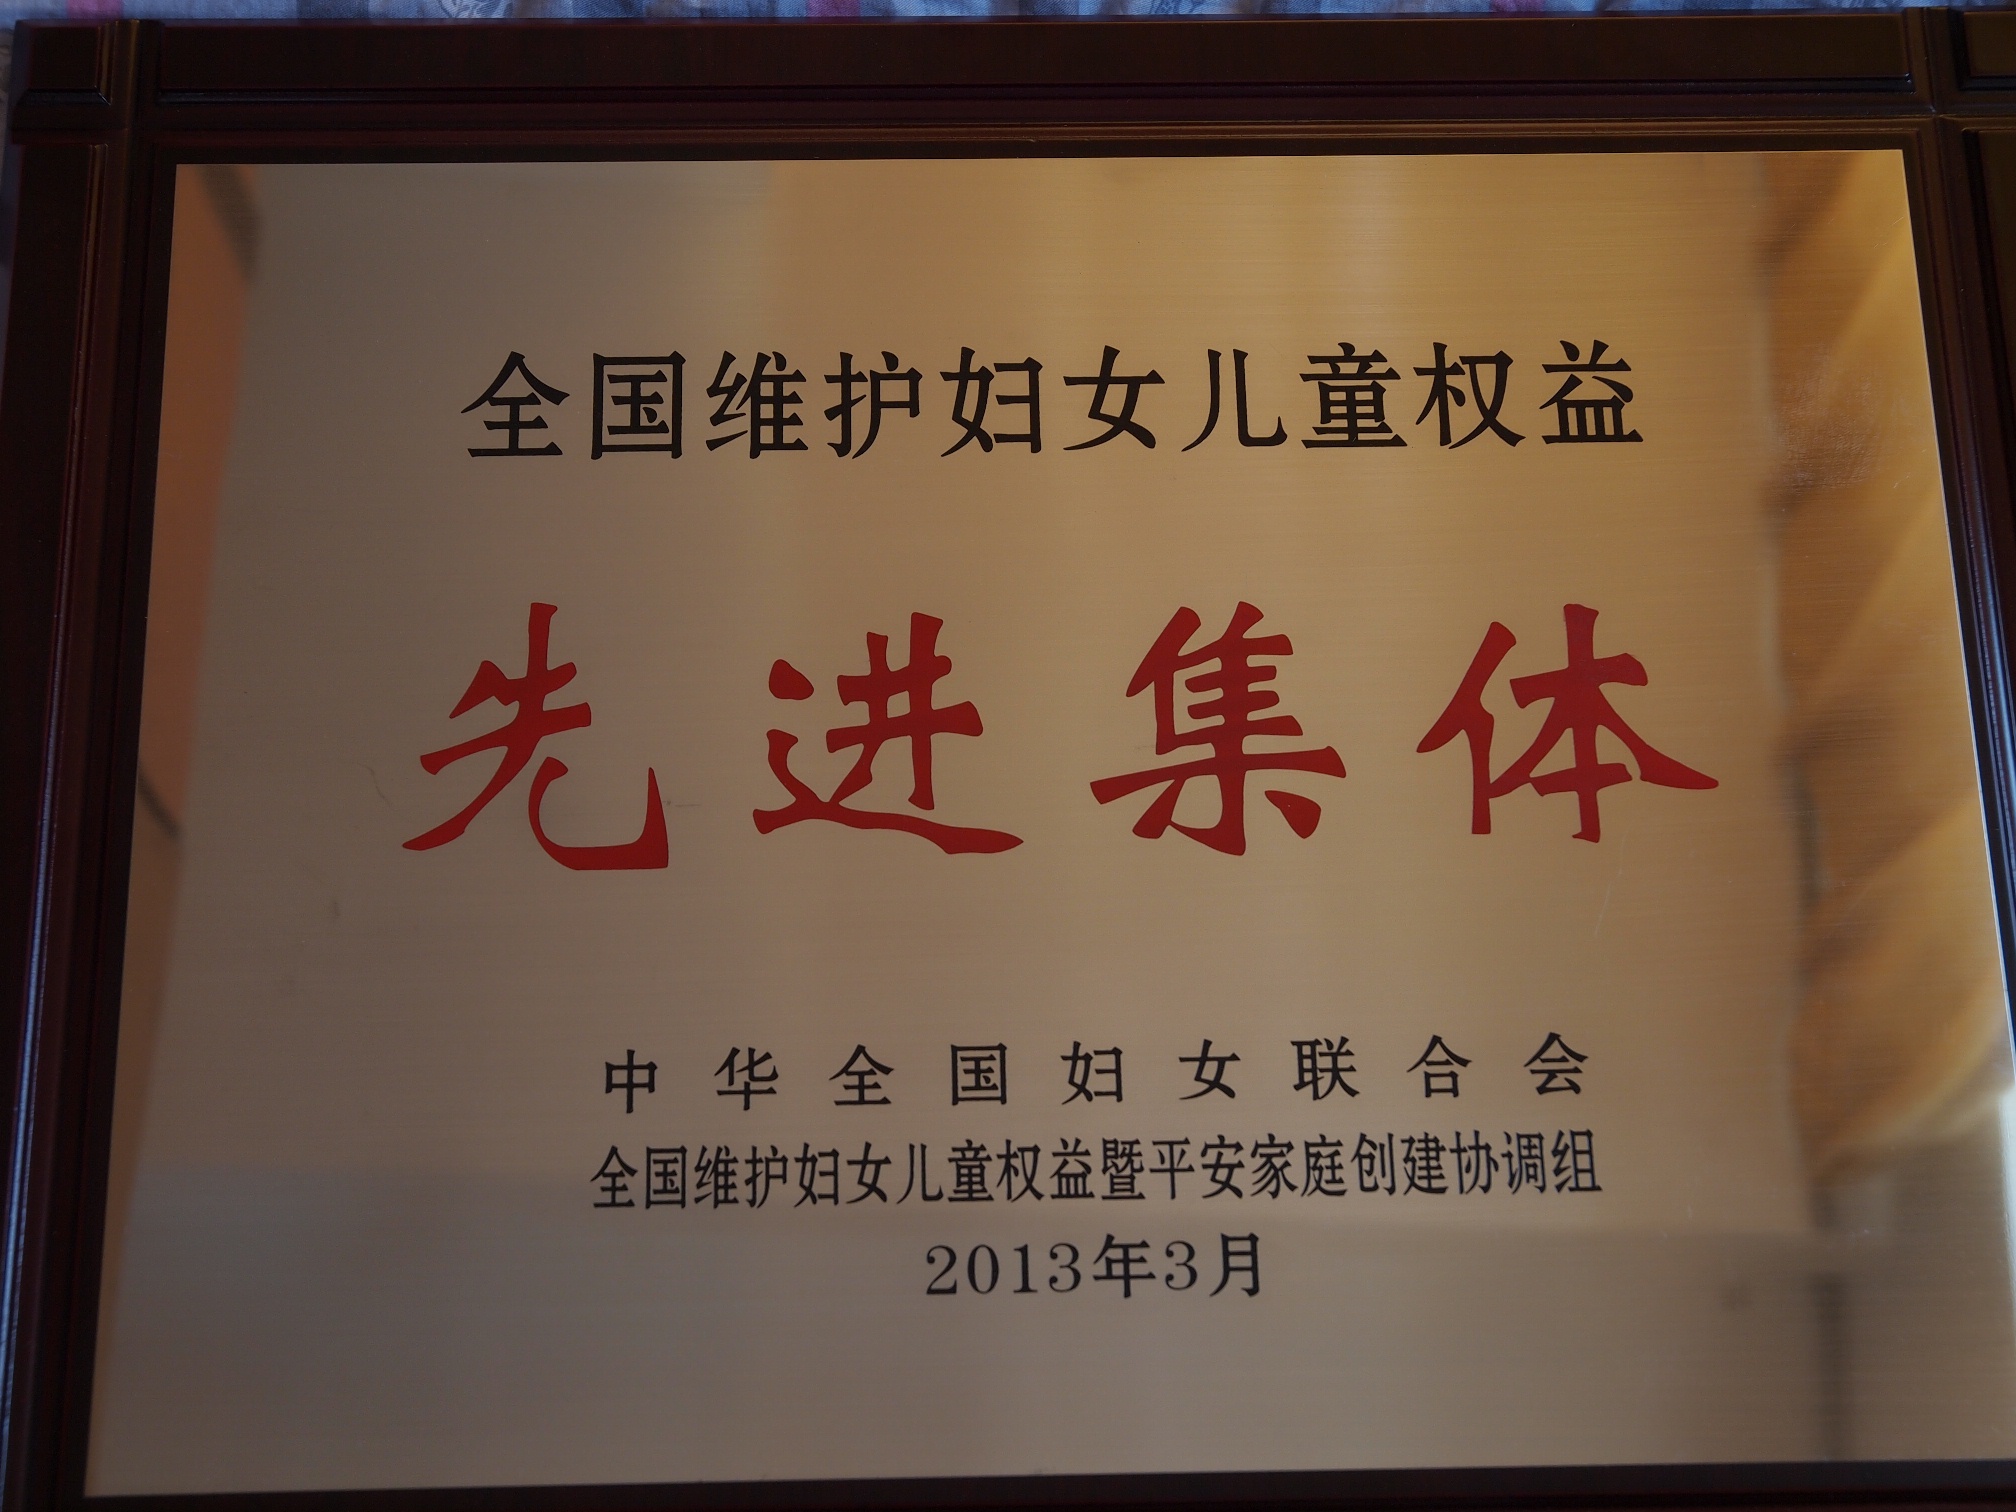 全国维护妇女儿童权益
先进集体
中华全国妇女联合会
全国维护妇女儿童权益暨平安家庭创建协调组
2013年3月